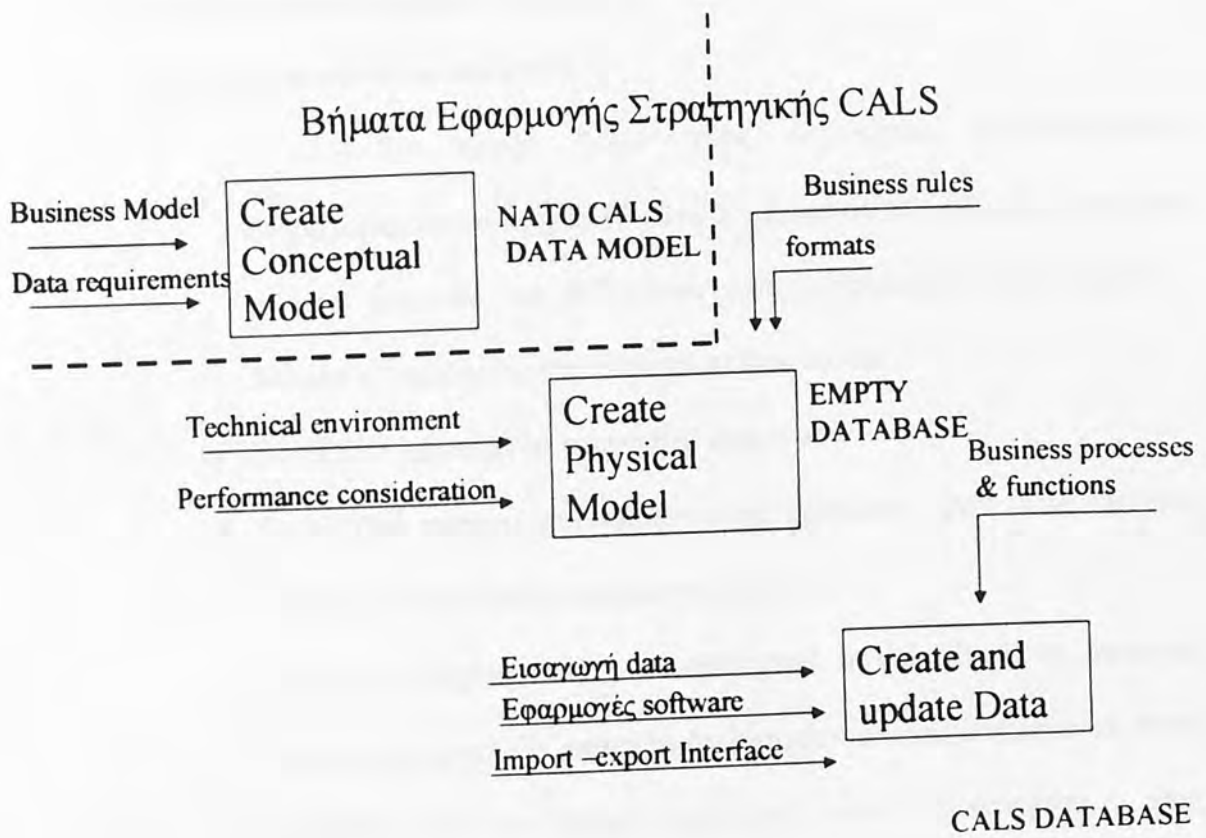 Βήματα Εφαρμογής Στρατηγικής CALS
Business Model
Data requirements
Create
Conceptual
Model
NATO CALS
DATA MODEL
Business rules
formats
Technical environment
Performance consideration
Create
Physical
Model
EMPTY
DATABASE
Business processes
& functions
Εισαγωγή data
Εφαρμογές software
Import –export Interface
Create and
update Data
CALS DATABASE